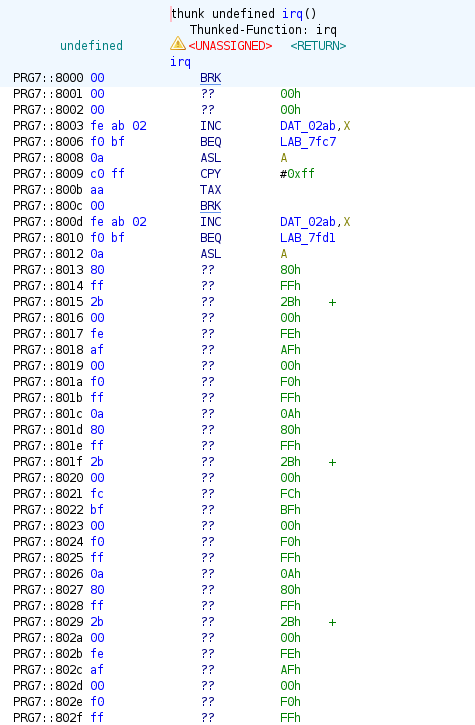 thunk undefined irq()
Thunked-Function: irq
undefined <UNASSIGNED> <RETURN>
irq
PRG7::8000 00 BRK
PRG7::8001 00 ?? 00h
PRG7::8002 00 ?? 00h
PRG7::8003 fe ab 02 INC DAT_02ab,X
PRG7::8006 f0 bf BEQ LAB_7fc7
PRG7::8008 0a ASL A
PRG7::8009 c0 ff CPY #0xff
PRG7::800b aa TAX
PRG7::800c 00 BRK
PRG7::800d fe ab 02 INC DAT_02ab,X
PRG7::8010 f0 bf BEQ LAB_7fd1
PRG7::8012 0a ASL A
PRG7::8013 80 ?? 80h
PRG7::8014 ff ?? FFh
PRG7::8015 2b ?? 2Bh +
PRG7::8016 00 ?? 00h
PRG7::8017 fe ?? FEh
PRG7::8018 af ?? AFh
PRG7::8019 00 ?? 00h
PRG7::801a f0 ?? F0h
PRG7::801b ff ?? FFh
PRG7::801c 0a ?? 0Ah
PRG7::801d 80 ?? 80h
PRG7::801e ff ?? FFh
PRG7::801f 2b ?? 2Bh +
PRG7::8020 00 ?? 00h
PRG7::8021 fc ?? FCh
PRG7::8022 bf ?? BFh
PRG7::8023 00 ?? 00h
PRG7::8024 f0 ?? F0h
PRG7::8025 ff ?? FFh
PRG7::8026 0a ?? 0Ah
PRG7::8027 80 ?? 80h
PRG7::8028 ff ?? FFh
PRG7::8029 2b ?? 2Bh +
PRG7::802a 00 ?? 00h
PRG7::802b fe ?? FEh
PRG7::802c af ?? AFh
PRG7::802d 00 ?? 00h
PRG7::802e f0 ?? F0h
PRG7::802f ff ?? FFh